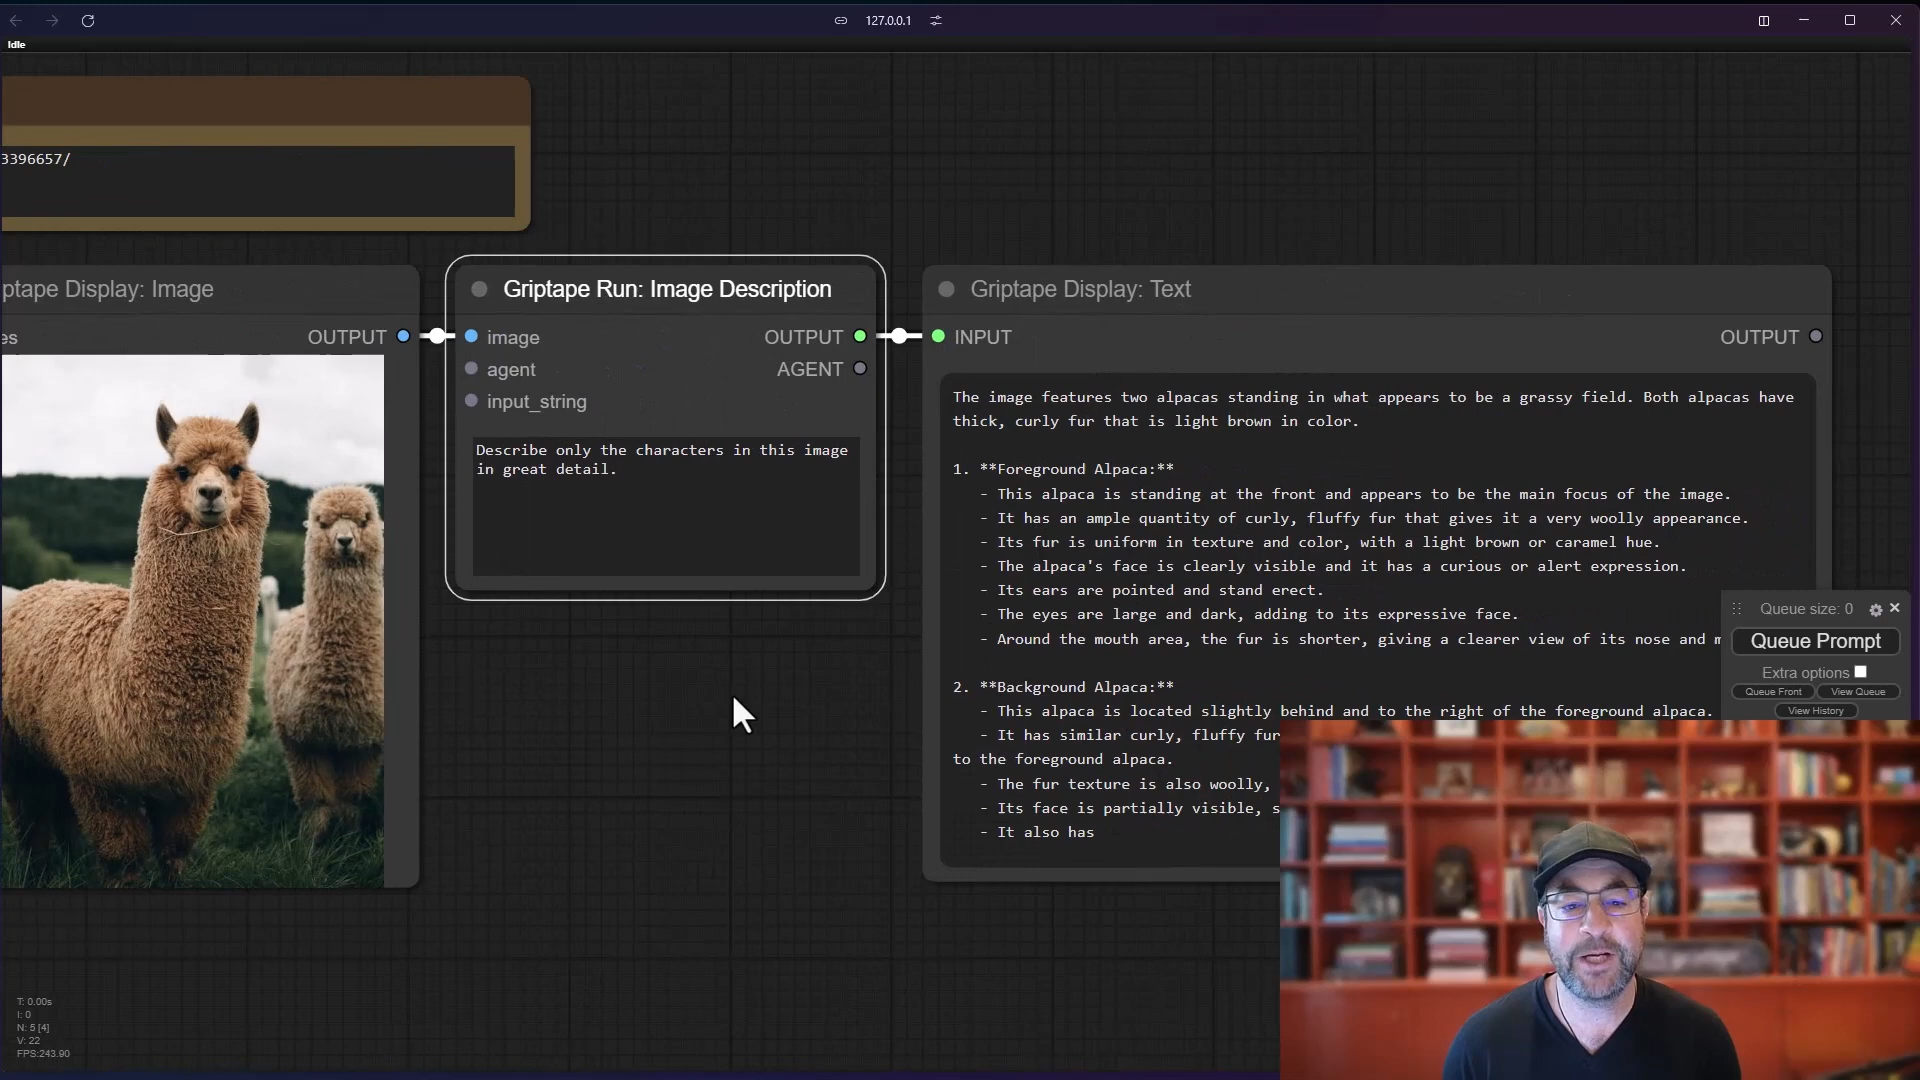 127.0.0.1
Idle
3396657/
ptape Display: Image
es
OUTPUT
Griptape Run: Image Description
image
OUTPUT
agent
AGENT
input_string
Describe only the characters in this image
in great detail.
Griptape Display: Text
INPUT
OUTPUT
The image features two alpacas standing in what appears to be a grassy field. Both alpacas have
thick, curly fur that is light brown in color.
1. **Foreground Alpaca:**
- This alpaca is standing at the front and appears to be the main focus of the image.
- It has an ample quantity of curly, fluffy fur that gives it a very woolly appearance.
- Its fur is uniform in texture and color, with a light brown or caramel hue.
- The alpaca's face is clearly visible and it has a curious or alert expression.
- Its ears are pointed and stand erect.
- The eyes are large and dark, adding to its expressive face.
- Around the mouth area, the fur is shorter, giving a clearer view of its nose and m
2. **Background Alpaca:**
- This alpaca is located slightly behind and to the right of the foreground alpaca.
- It has similar curly, fluffy fur
to the foreground alpaca.
- The fur texture is also woolly,
- Its face is partially visible, s
- It also has
Queue size: 0
Queue Prompt
Extra options
Queue Front
View Queue
View History
T: 0.00s
I: 0
N: 5 [4]
V: 22
FPS:243.90